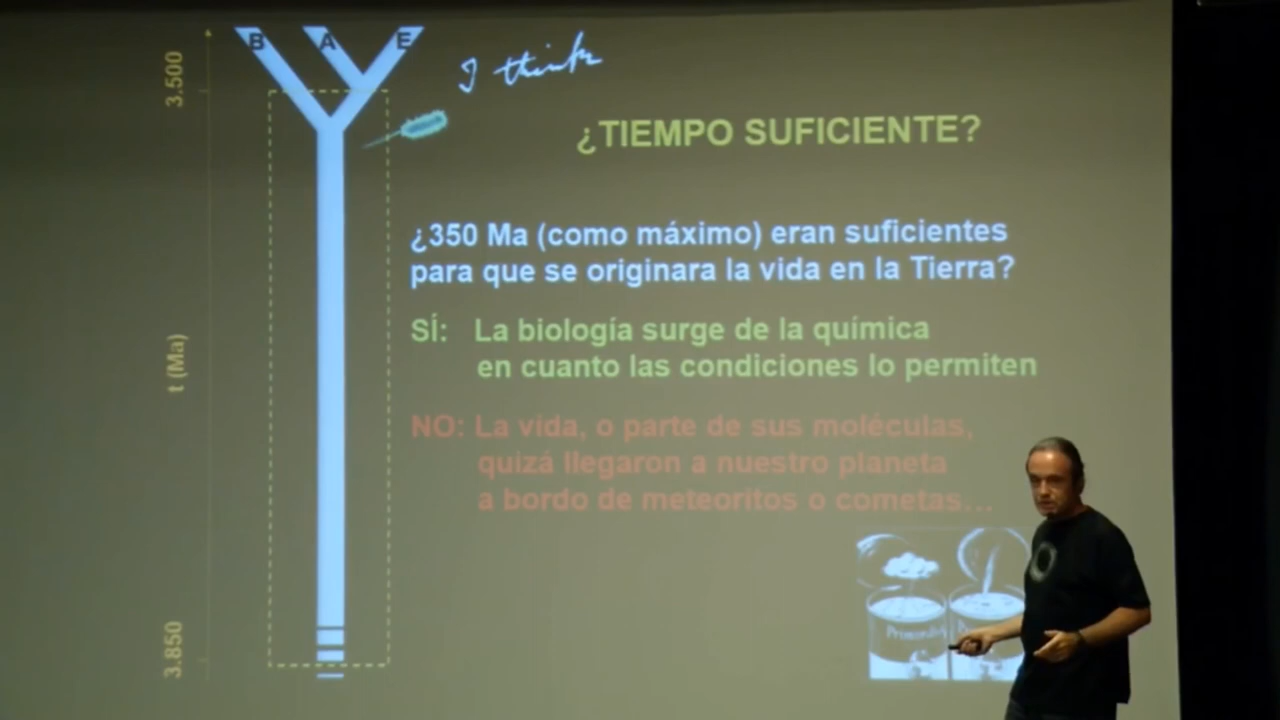 B A E
I think
3.500
¿TIEMPO SUFICIENTE?
¿350 Ma (como máximo) eran suficientes
para que se originara la vida en la Tierra?
SÍ: La biología surge de la química
en cuanto las condiciones lo permiten
t (Ma)
NO: La vida, o parte de sus moléculas,
quizá llegaron a nuestro planeta
a bordo de meteoritos o cometas...
3.850